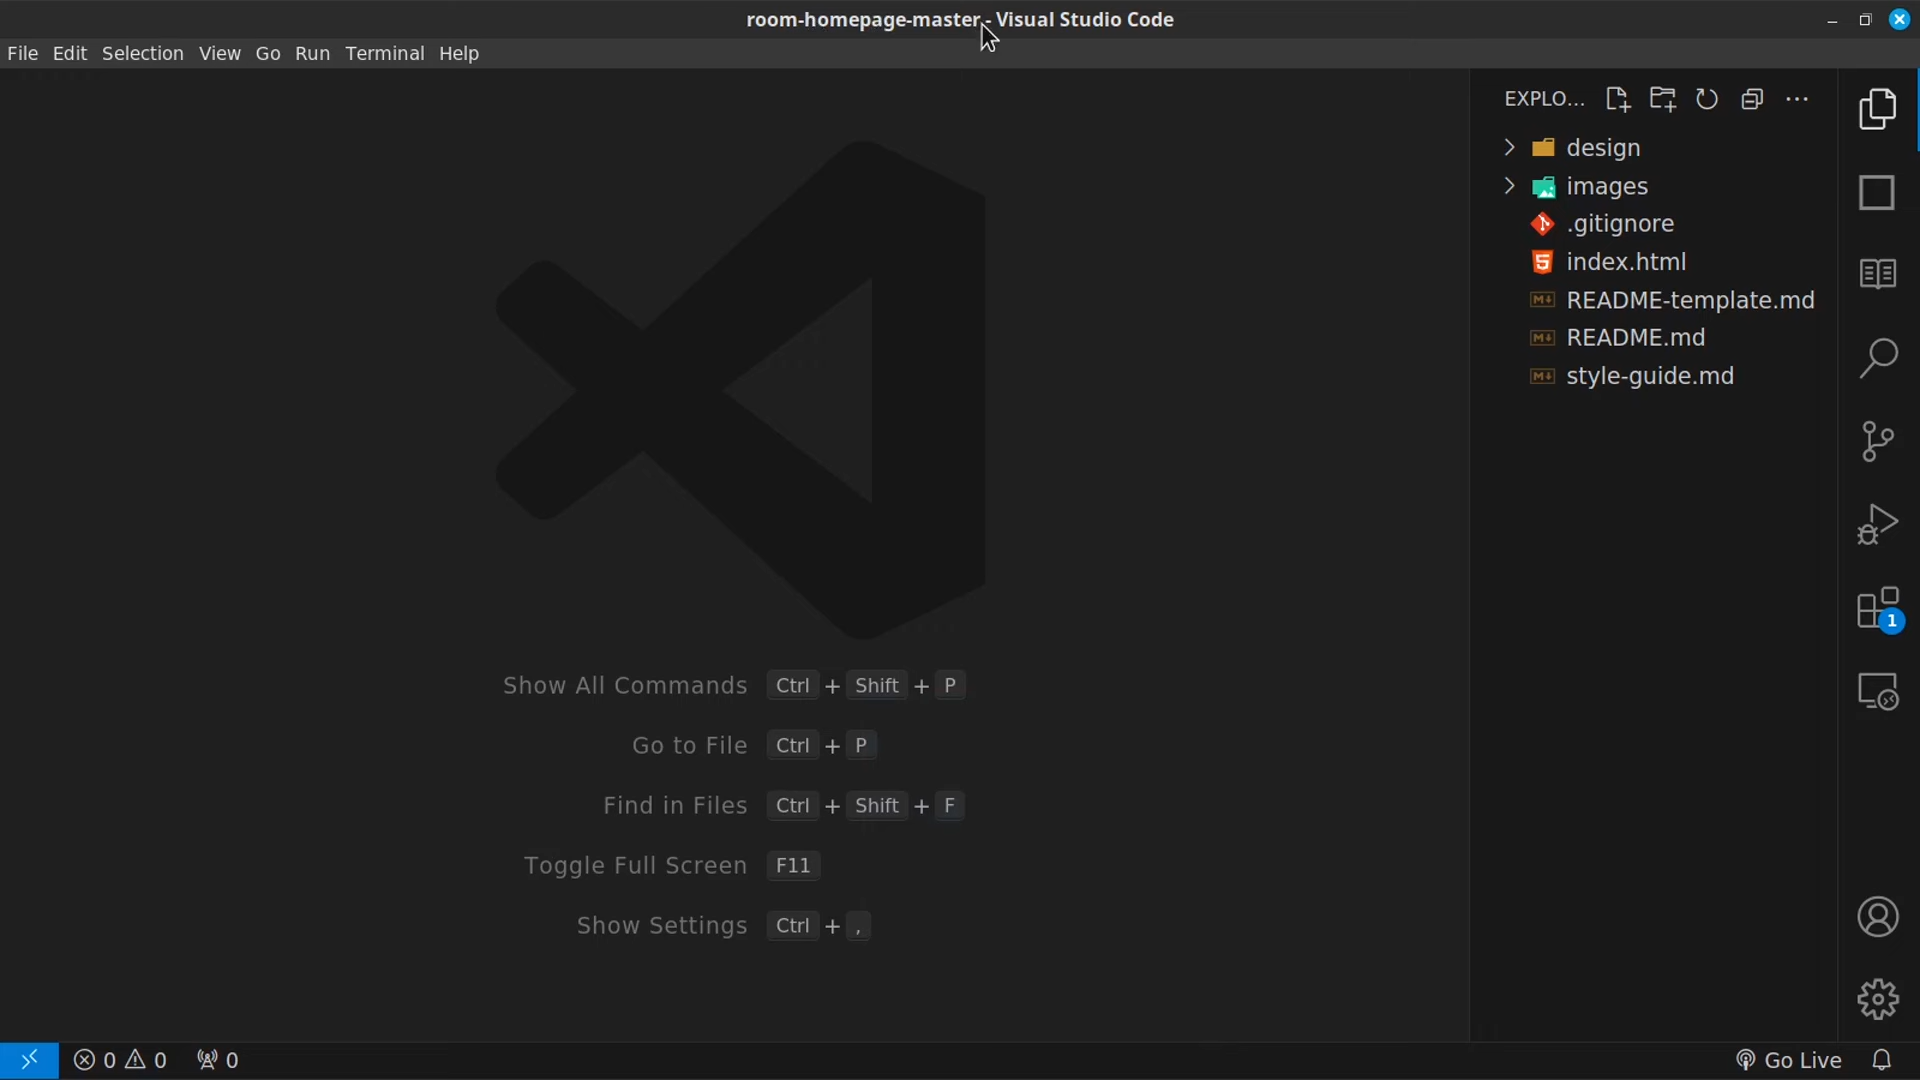 room-homepage-master - Visual Studio Code
File Edit Selection View Go Run Terminal Help
EXPLO...
design
images
.gitignore
index.html
README-template.md
README.md
style-guide.md
1
Show All Commands Ctrl + Shift + P
Go to File Ctrl + P
Find in Files Ctrl + Shift + F
Toggle Full Screen F11
Show Settings Ctrl + ,
0 0 0 Go Live